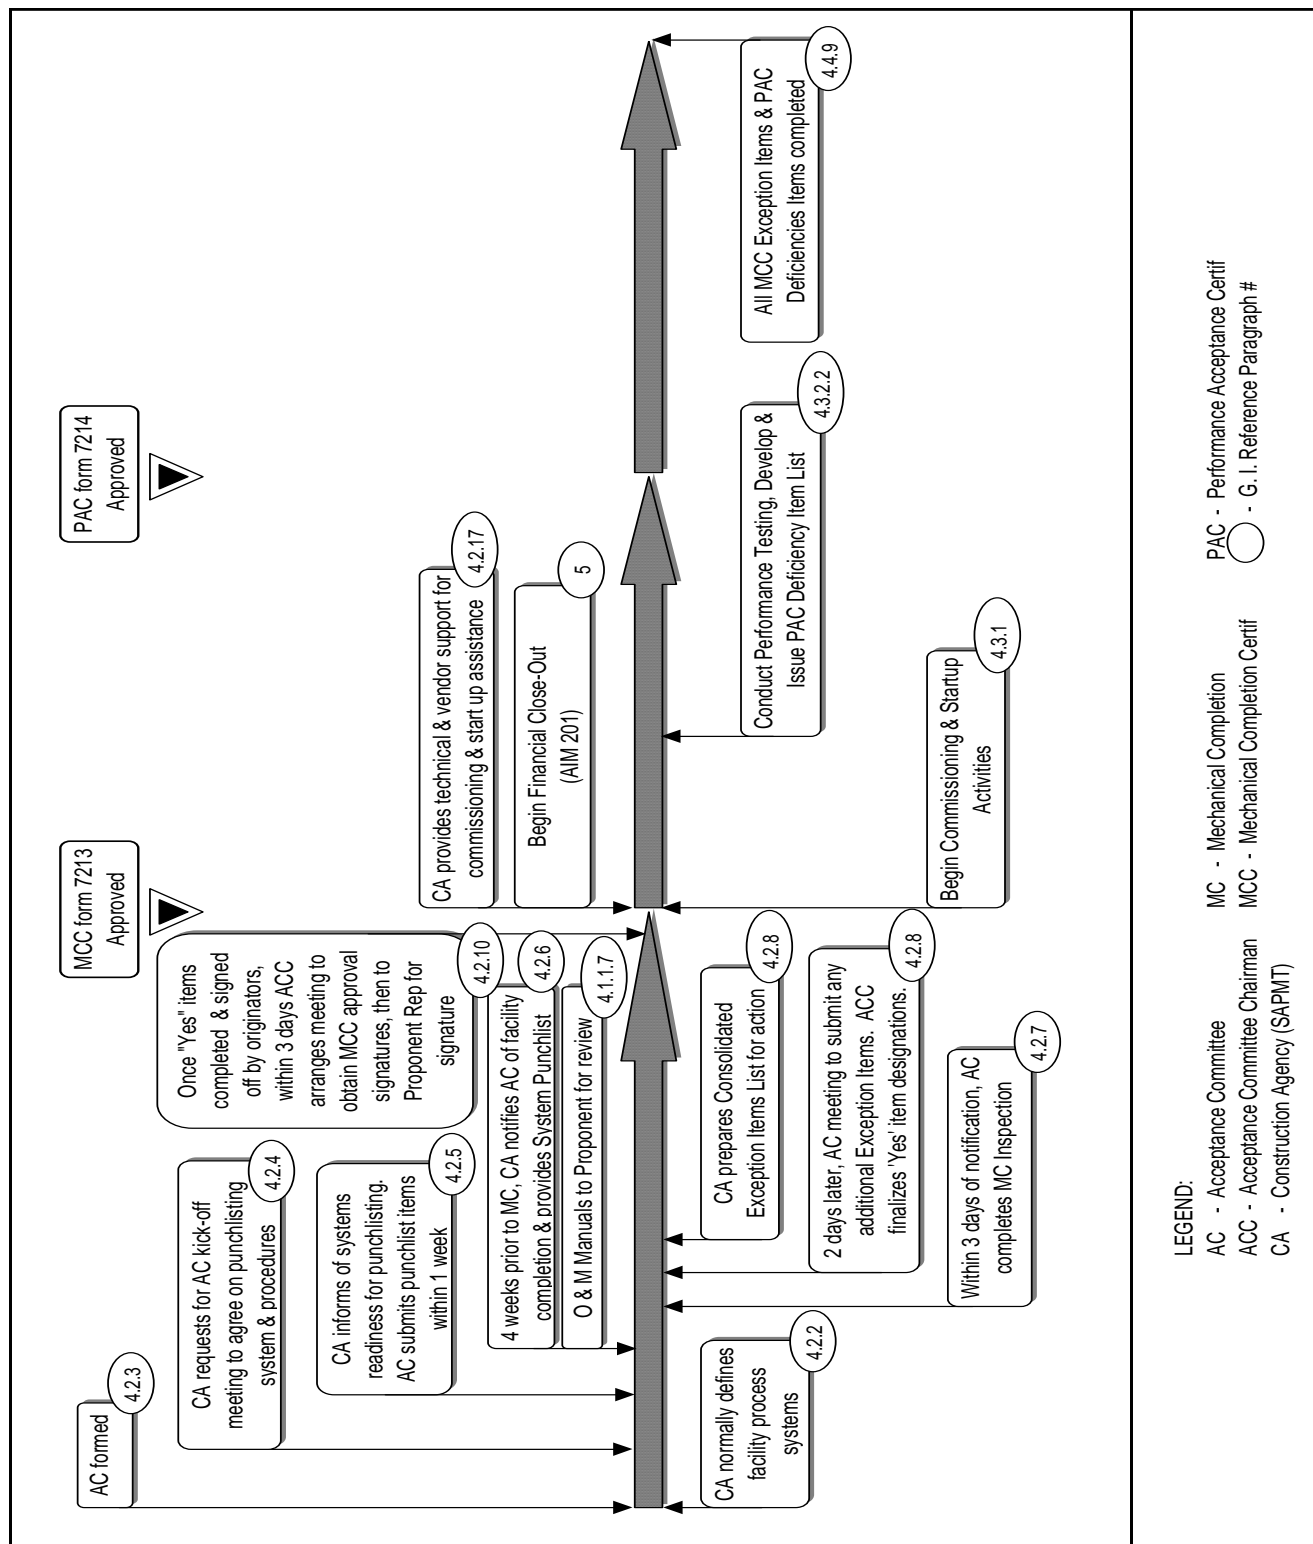 MCC form 7213
Approved
PAC form 7214
Approved
AC formed
4.2.3
CA requests for AC kick-off
meeting to agree on punchlisting
system & procedures
4.2.4
CA informs of systems
readiness for punchlisting.
AC submits punchlist items
within 1 week
4.2.5
4 weeks prior to MC, CA notifies AC of facility
completion & provides System Punchlist
4.2.6
O & M Manuals to Proponent for review
4.1.1.7
Once "Yes" items
completed & signed
off by originators,
within 3 days ACC
arranges meeting to
obtain MCC approval
signatures, then to
Proponent Rep for
signature
4.2.10
CA provides technical & vendor support for
commissioning & start up assistance
4.2.17
Begin Financial Close-Out
(AIM 201)
5
CA normally defines
facility process
systems
4.2.2
CA prepares Consolidated
Exception Items List for action
4.2.8
2 days later, AC meeting to submit any
additional Exception Items. ACC
finalizes 'Yes' item designations.
4.2.8
Within 3 days of notification, AC
completes MC Inspection
4.2.7
Begin Commissioning & Startup
Activities
4.3.1
Conduct Performance Testing, Develop &
Issue PAC Deficiency Item List
4.3.2.2
All MCC Exception Items & PAC
Deficiencies Items completed
4.4.9
LEGEND:
AC - Acceptance Committee
ACC - Acceptance Committee Chairman
CA - Construction Agency (SAPMT)
MC - Mechanical Completion
MCC - Mechanical Completion Certif
PAC - Performance Acceptance Certif
- G. I. Reference Paragraph #